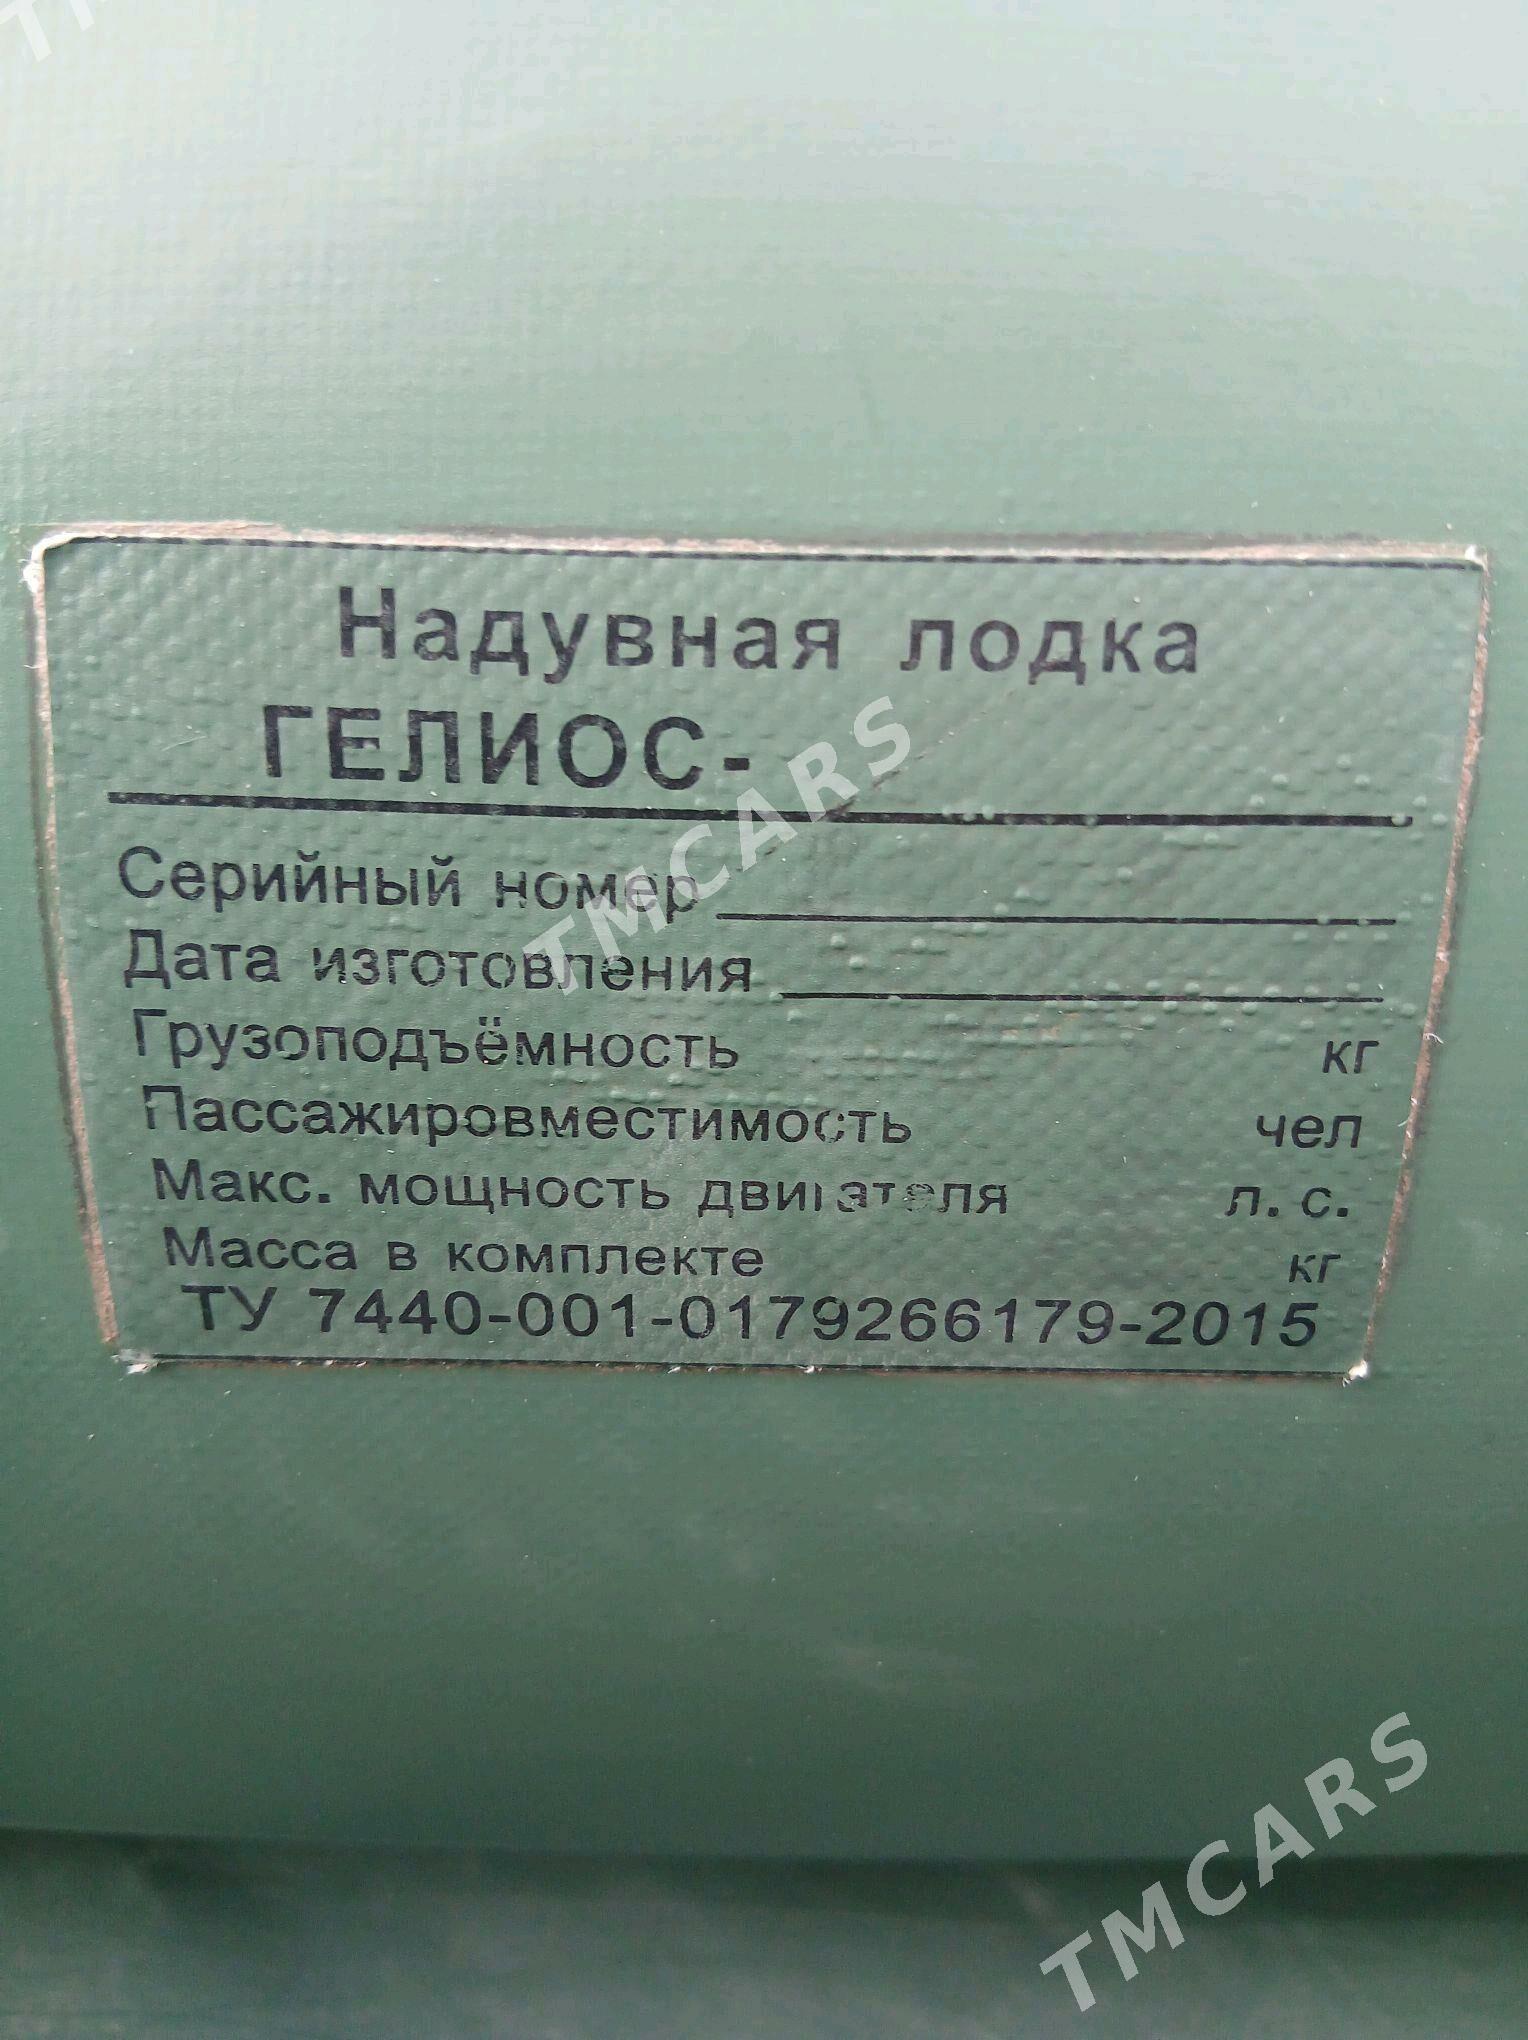 Надувная лодка
ГЕЛИОС-
Серийный номер
Дата изготовления
Грузоподъёмность кг
Пассажировместимость чел
Макс. мощность двигателя л. с.
Масса в комплекте кг
ТУ 7440-001-0179266179-2015
TMCARS
TMCARS